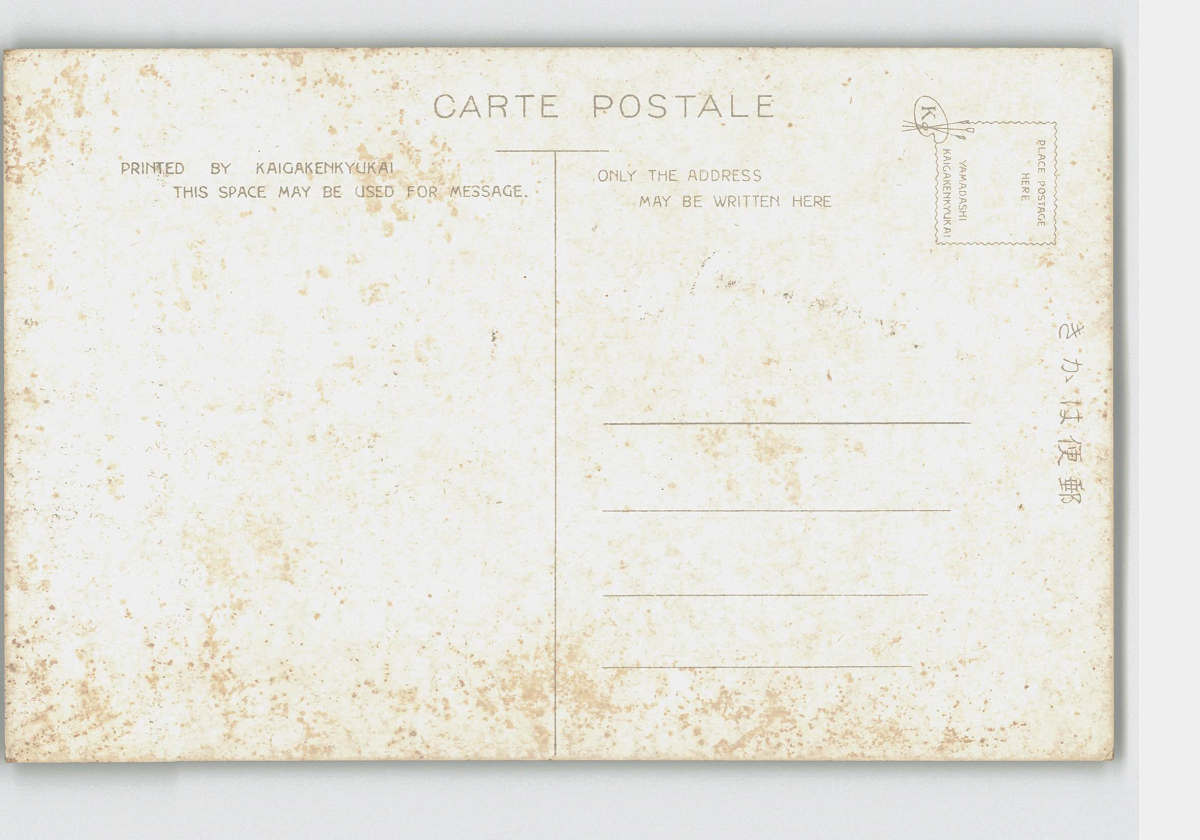 CARTE POSTALE
PRINTED BY KAIGAKENKYUKAI
THIS SPACE MAY BE USED FOR MESSAGE.
ONLY THE ADDRESS
MAY BE WRITTEN HERE
K
PLACE POSTAGE
HERE
YAMADASHI
KAIGAKENKYUKAI
郵便はかき